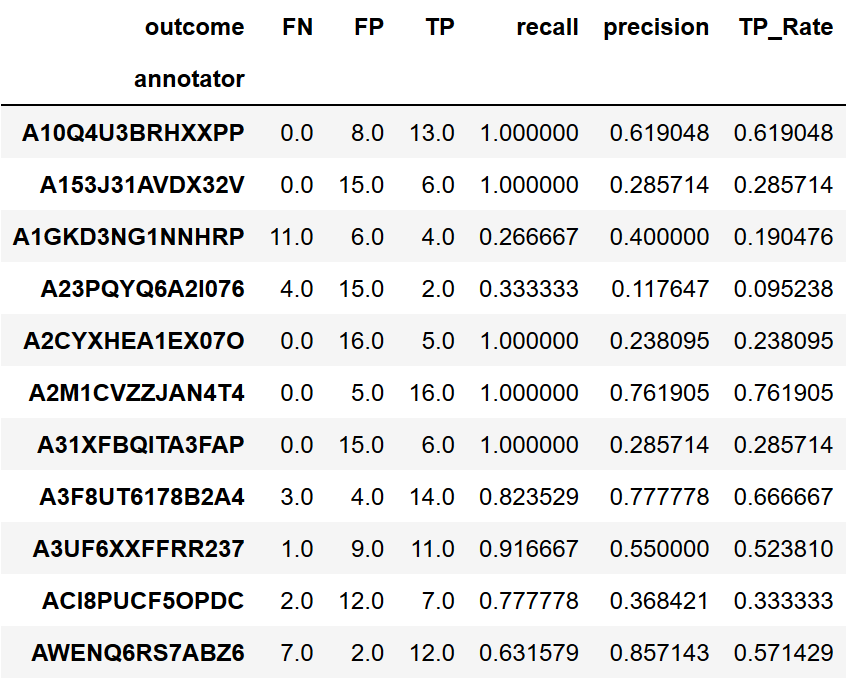 outcome FN FP TP recall precision TP_Rate
annotator
A10Q4U3BRHXXPP 0.0 8.0 13.0 1.000000 0.619048 0.619048
A153J31AVDX32V 0.0 15.0 6.0 1.000000 0.285714 0.285714
A1GKD3NG1NNHRP 11.0 6.0 4.0 0.266667 0.400000 0.190476
A23PQYQ6A2I076 4.0 15.0 2.0 0.333333 0.117647 0.095238
A2CYXHEA1EX07O 0.0 16.0 5.0 1.000000 0.238095 0.238095
A2M1CVZZJAN4T4 0.0 5.0 16.0 1.000000 0.761905 0.761905
A31XFBQITA3FAP 0.0 15.0 6.0 1.000000 0.285714 0.285714
A3F8UT6178B2A4 3.0 4.0 14.0 0.823529 0.777778 0.666667
A3UF6XXFFRR237 1.0 9.0 11.0 0.916667 0.550000 0.523810
ACI8PUCF5OPDC 2.0 12.0 7.0 0.777778 0.368421 0.333333
AWENQ6RS7ABZ6 7.0 2.0 12.0 0.631579 0.857143 0.571429